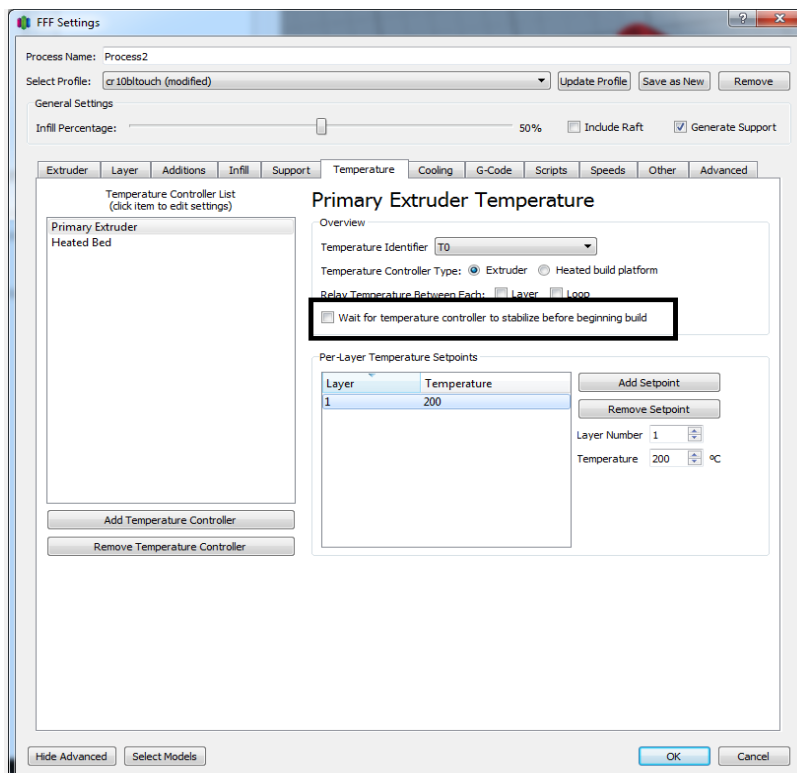 FFF Settings
Process Name: Process2
Select Profile: cr10bltouch (modified) Update Profile Save as New Remove
General Settings
Infill Percentage: 50% Include Raft Generate Support
Extruder Layer Additions Infill Support Temperature Cooling G-Code Scripts Speeds Other Advanced
Temperature Controller List
(click item to edit settings)
Primary Extruder
Heated Bed
Add Temperature Controller
Remove Temperature Controller
Primary Extruder Temperature
Overview
Temperature Identifier T0
Temperature Controller Type: Extruder Heated build platform
Relay Temperature Between Each: Layer Loop
Wait for temperature controller to stabilize before beginning build
Per-Layer Temperature Setpoints
Layer Temperature
1 200
Add Setpoint
Remove Setpoint
Layer Number 1
Temperature 200 ºC
Hide Advanced Select Models OK Cancel